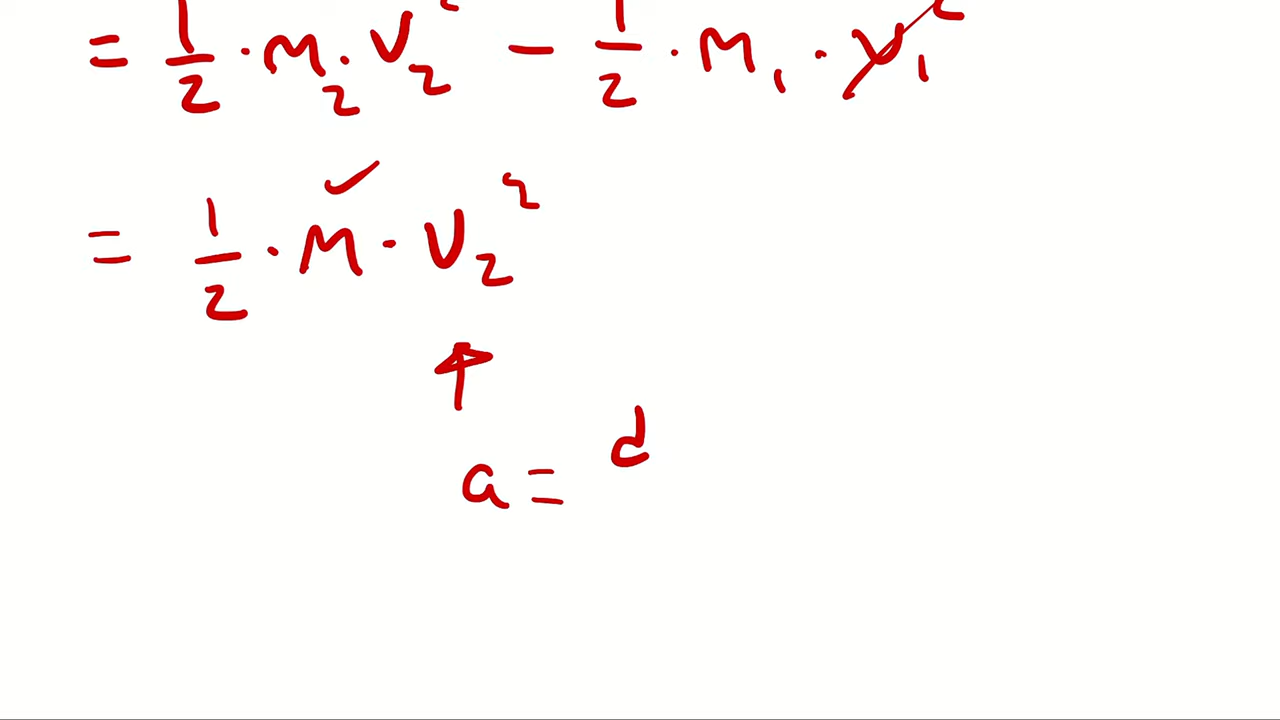 = 1/2 · m₂ · v₂² - 1/2 · m₁ · v₁²
= 1/2 · m · v₂²
a = d